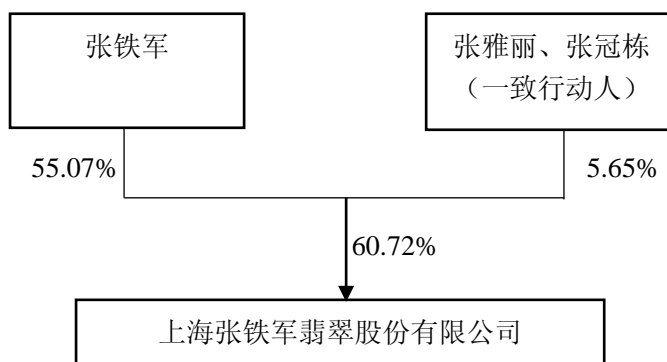 张铁军
张雅丽、张冠栋
（一致行动人）
55.07%
5.65%
60.72%
上海张铁军翡翠股份有限公司